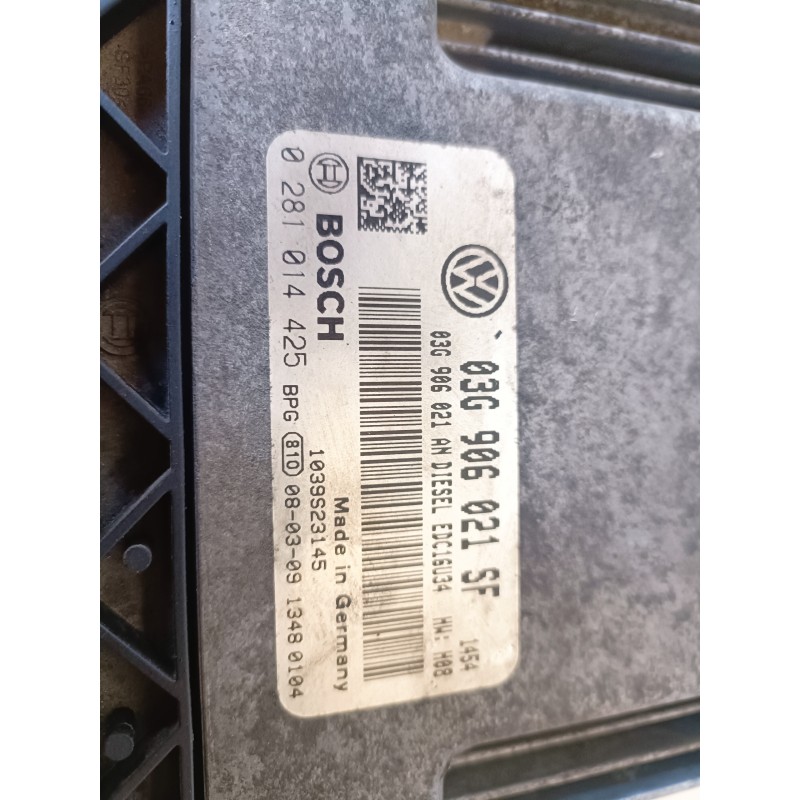 03G 906 021 SF
1454
03G 906 021 AN DIESEL EDC16U34 HW: H08
BOSCH
Made in Germany
1039S23145
0 281 014 425 BPG 810 08-03-09 1348 0104